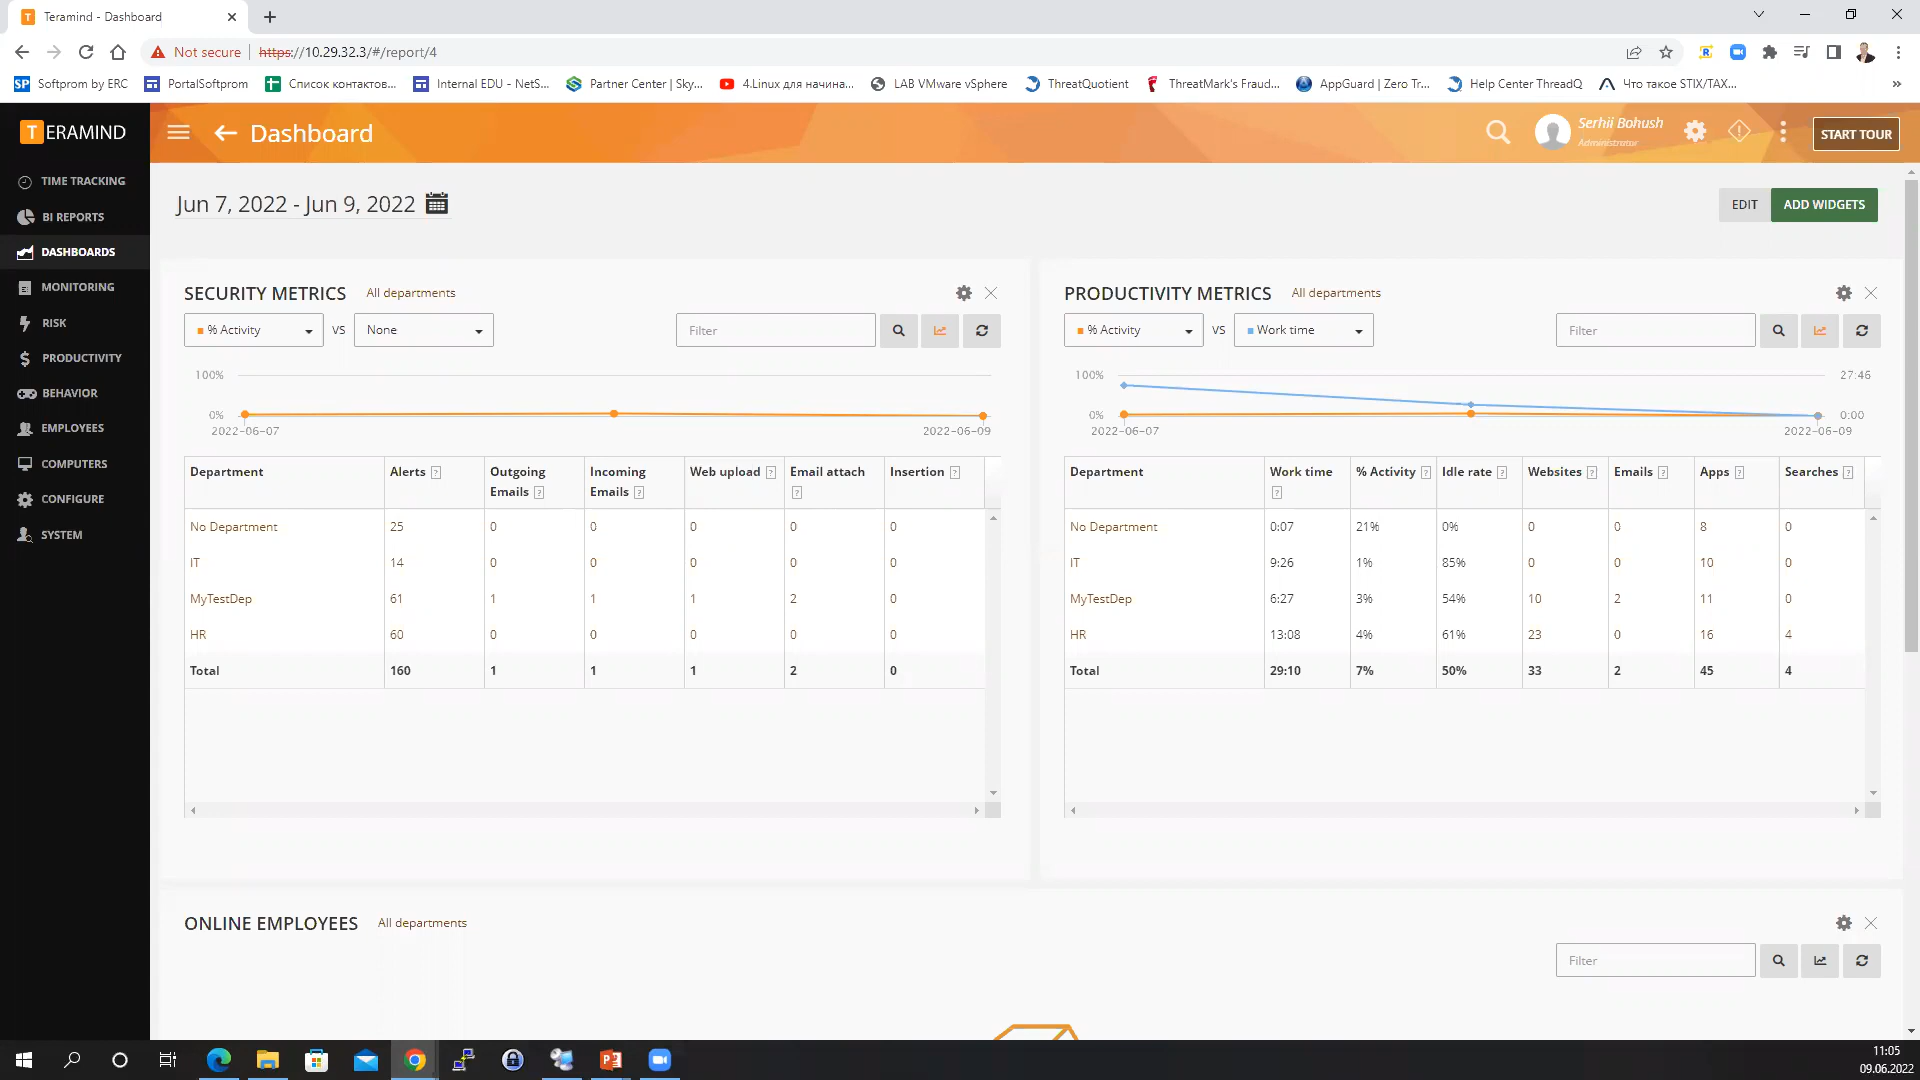 Teramind - Dashboard
Not secure https://10.29.32.3/#/report/4
Softprom by ERC PortalSoftprom Список контактов... Internal EDU - NetS... Partner Center | Sky... 4.Linux для начина... LAB VMware vSphere ThreatQuotient ThreatMark's Fraud... AppGuard | Zero Tr... Help Center ThreadQ Что такое STIX/TAX... »
TERAMIND
Dashboard
Serhii Bohush
Administrator
START TOUR
TIME TRACKING
BI REPORTS
DASHBOARDS
MONITORING
RISK
PRODUCTIVITY
BEHAVIOR
EMPLOYEES
COMPUTERS
CONFIGURE
SYSTEM
Jun 7, 2022 - Jun 9, 2022
EDIT ADD WIDGETS
SECURITY METRICS All departments
% Activity VS None Filter
100%
0%
2022-06-07 2022-06-09
Department Alerts ? Outgoing Emails ? Incoming Emails ? Web upload ? Email attach ? Insertion ?
No Department 25 0 0 0 0 0
IT 14 0 0 0 0 0
MyTestDep 61 1 1 1 2 0
HR 60 0 0 0 0 0
Total 160 1 1 1 2 0
PRODUCTIVITY METRICS All departments
% Activity VS Work time Filter
100% 27:46
0% 0:00
2022-06-07 2022-06-09
Department Work time ? % Activity ? Idle rate ? Websites ? Emails ? Apps ? Searches ?
No Department 0:07 21% 0% 0 0 8 0
IT 9:26 1% 85% 0 0 10 0
MyTestDep 6:27 3% 54% 10 2 11 0
HR 13:08 4% 61% 23 0 16 4
Total 29:10 7% 50% 33 2 45 4
ONLINE EMPLOYEES All departments
Filter
11:05
09.06.2022